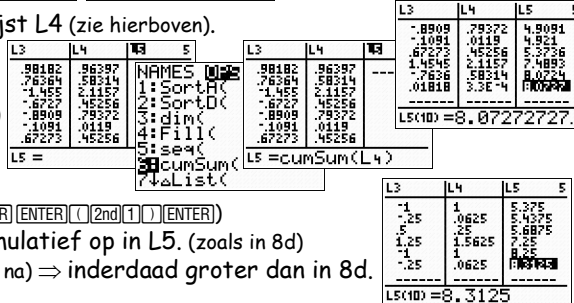 jst L4 (zie hierboven).
L3 L4 L5 5
.98182 .96397
.76364 .58314
-1.455 2.1157
-.6727 .45256
-.8909 .79372
-.1091 .0119
.67273 .45256
L5 =
NAMES OPS
1:SortA(
2:SortD(
3:dim(
4:Fill(
5:seq(
6:cumSum(
7↓ΔList(
L3 L4 L5 5
.98182 .96397
.76364 .58314
-1.455 2.1157
-.6727 .45256
-.8909 .79372
-.1091 .0119
.67273 .45256
L5 =cumSum(L4)
L3 L4 L5 5
-.8909 .79372 4.9091
-.1091 .0119 4.921
.67273 .45256 5.3736
1.4545 2.1157 7.4893
-.7636 .58314 8.0724
.01818 3.3E-4 8.0727
L5(10)=8.07272727.
R ENTER ( 2nd 1 ) ENTER)
mulatief op in L5. (zoals in 8d)
na) ⇒ inderdaad groter dan in 8d.
L3 L4 L5 5
-1 1 5.375
-.25 .0625 5.4375
.5 .25 5.6875
1.25 1.5625 7.25
-1 1 8.25
-.25 .0625 8.3125
L5(10)=8.3125